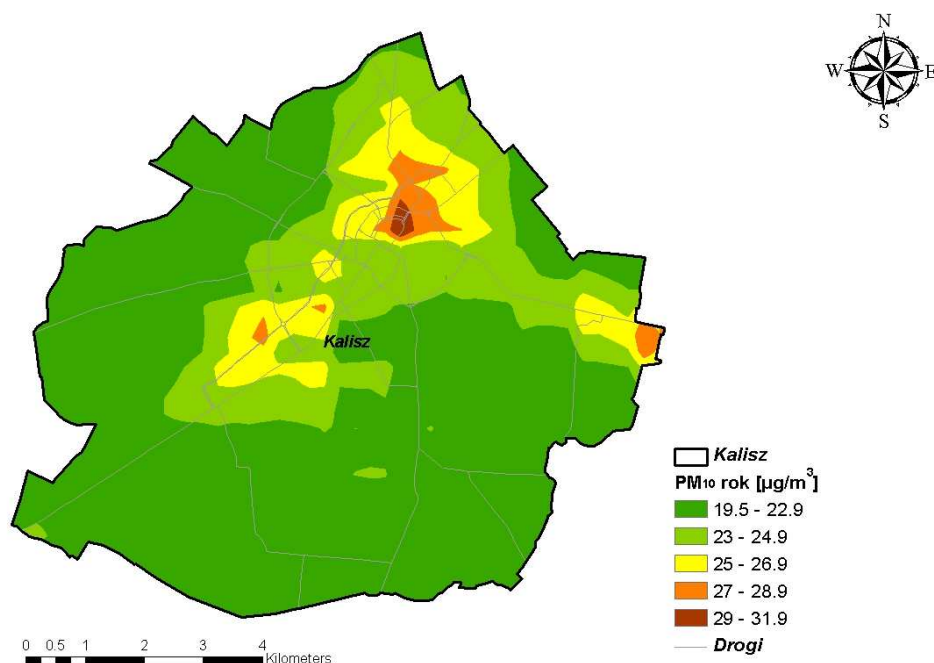 N
W E
S
Kalisz
Kalisz
PM10 rok [µg/m³]
19.5 - 22.9
23 - 24.9
25 - 26.9
27 - 28.9
29 - 31.9
Drogi
0 0.5 1 2 3 4
Kilometers